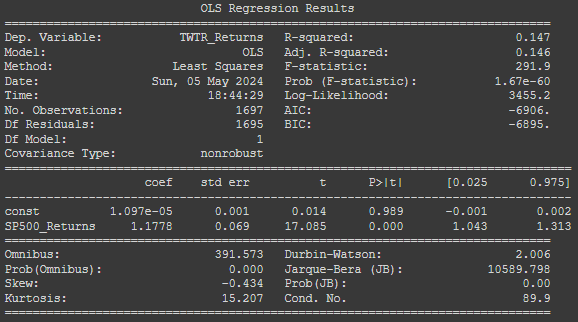 OLS Regression Results
==============================================================================
Dep. Variable:           TWTR_Returns   R-squared:                       0.147
Model:                            OLS   Adj. R-squared:                  0.146
Method:                 Least Squares   F-statistic:                     291.9
Date:                Sun, 05 May 2024   Prob (F-statistic):           1.67e-60
Time:                        18:44:29   Log-Likelihood:                 3455.2
No. Observations:                1697   AIC:                            -6906.
Df Residuals:                    1695   BIC:                            -6895.
Df Model:                           1
Covariance Type:            nonrobust
=================================================================================
                    coef    std err          t      P>|t|      [0.025      0.975]
---------------------------------------------------------------------------------
const          1.097e-05      0.001      0.014      0.989      -0.001       0.002
SP500_Returns     1.1778      0.069     17.085      0.000       1.043       1.313
==============================================================================
Omnibus:                      391.573   Durbin-Watson:                   2.006
Prob(Omnibus):                  0.000   Jarque-Bera (JB):            10589.798
Skew:                          -0.434   Prob(JB):                         0.00
Kurtosis:                      15.207   Cond. No.                         89.9
==============================================================================